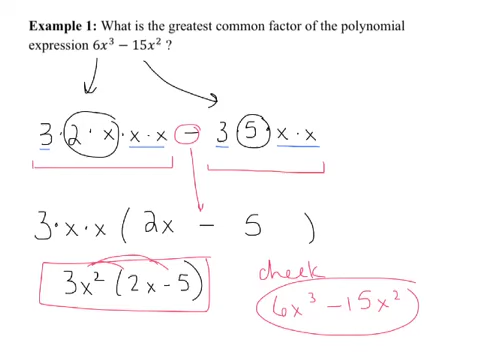 Example 1: What is the greatest common factor of the polynomial
expression 6x³ − 15x² ?
3 · 2 · x · x · x − 3 5 · x · x
3 · x · x ( 2x − 5 )
3x² (2x − 5)
check
6x³ − 15x²